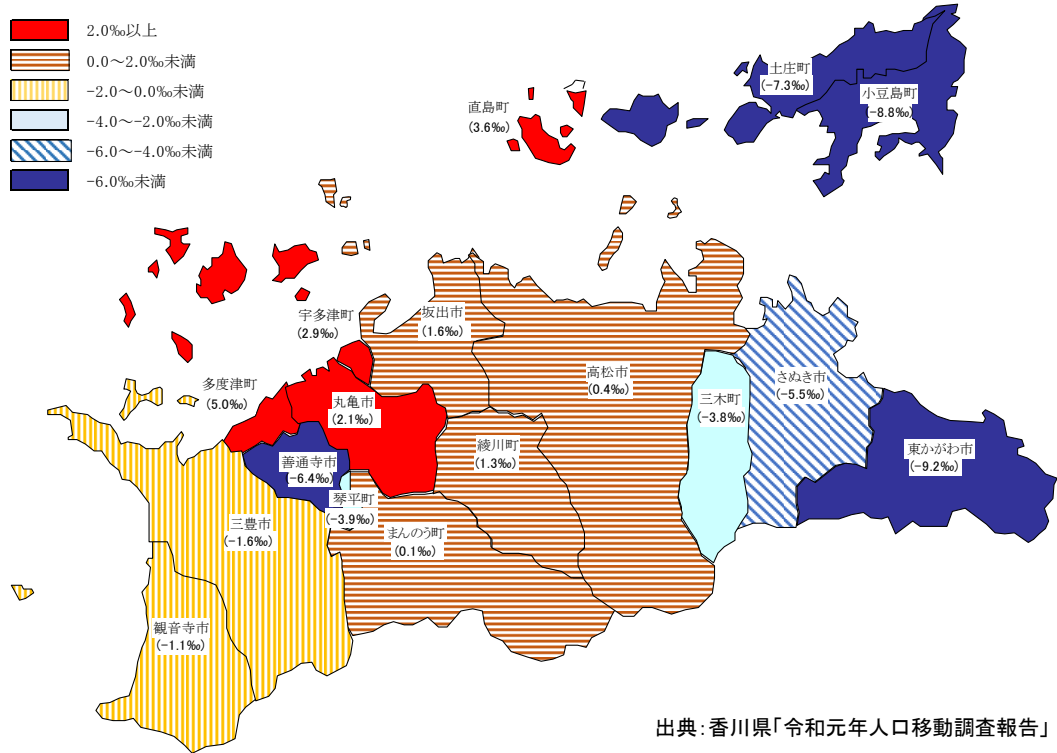 2.0‰以上
0.0～2.0‰未満
-2.0～0.0‰未満
-4.0～-2.0‰未満
-6.0～-4.0‰未満
-6.0‰未満
土庄町
(-7.3‰)
小豆島町
(-8.8‰)
直島町
(3.6‰)
宇多津町
(2.9‰)
坂出市
(1.6‰)
高松市
(0.4‰)
多度津町
(5.0‰)
丸亀市
(2.1‰)
三木町
(-3.8‰)
さぬき市
(-5.5‰)
綾川町
(1.3‰)
東かがわ市
(-9.2‰)
善通寺市
(-6.4‰)
琴平町
(-3.9‰)
三豊市
(-1.6‰)
まんのう町
(0.1‰)
観音寺市
(-1.1‰)
出典：香川県「令和元年人口移動調査報告」